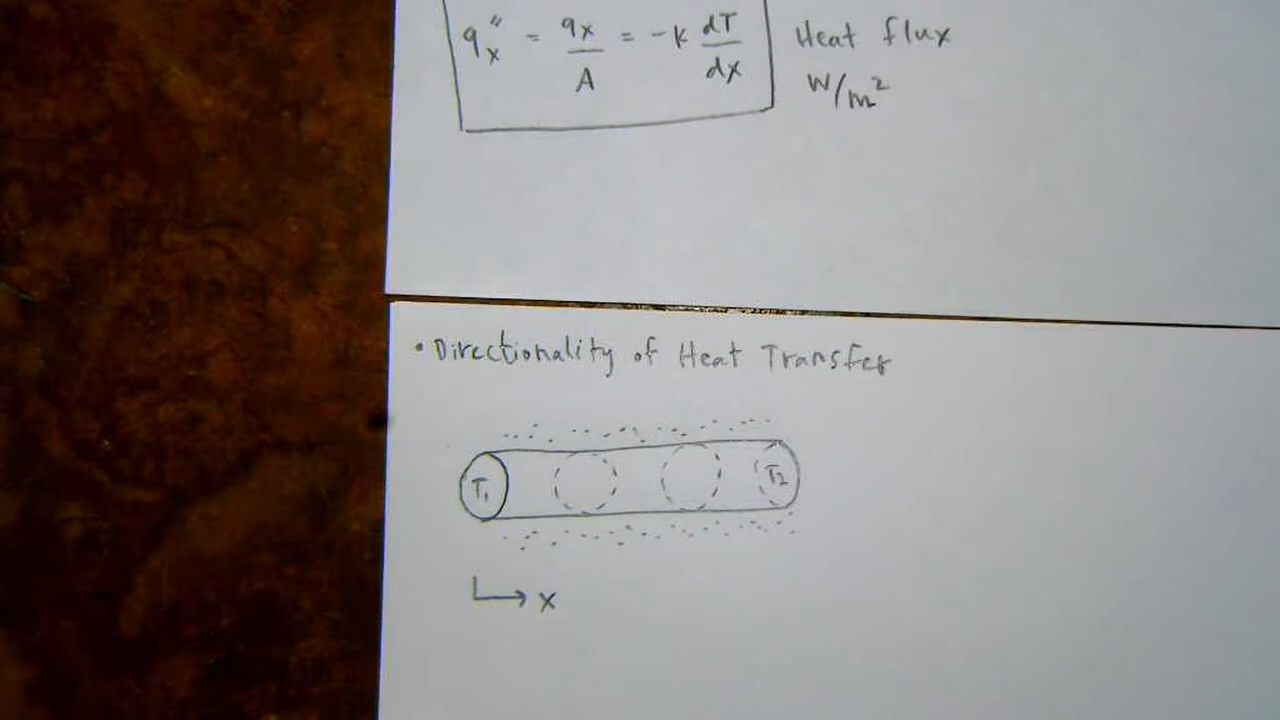 q″ₓ = qx/A = -k dT/dx Heat flux
W/m²
• Directionality of Heat Transfer
T₁ T₂
x